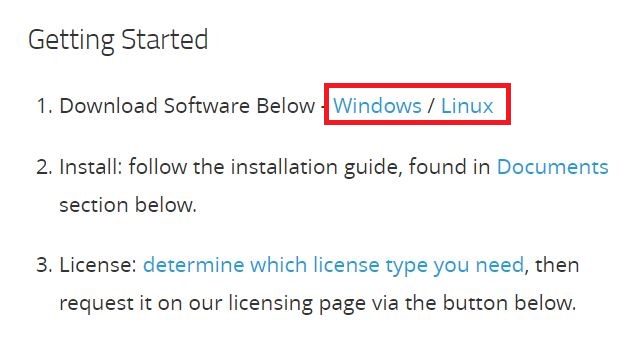 Getting Started
1. Download Software Below - Windows / Linux
2. Install: follow the installation guide, found in Documents
section below.
3. License: determine which license type you need, then
request it on our licensing page via the button below.